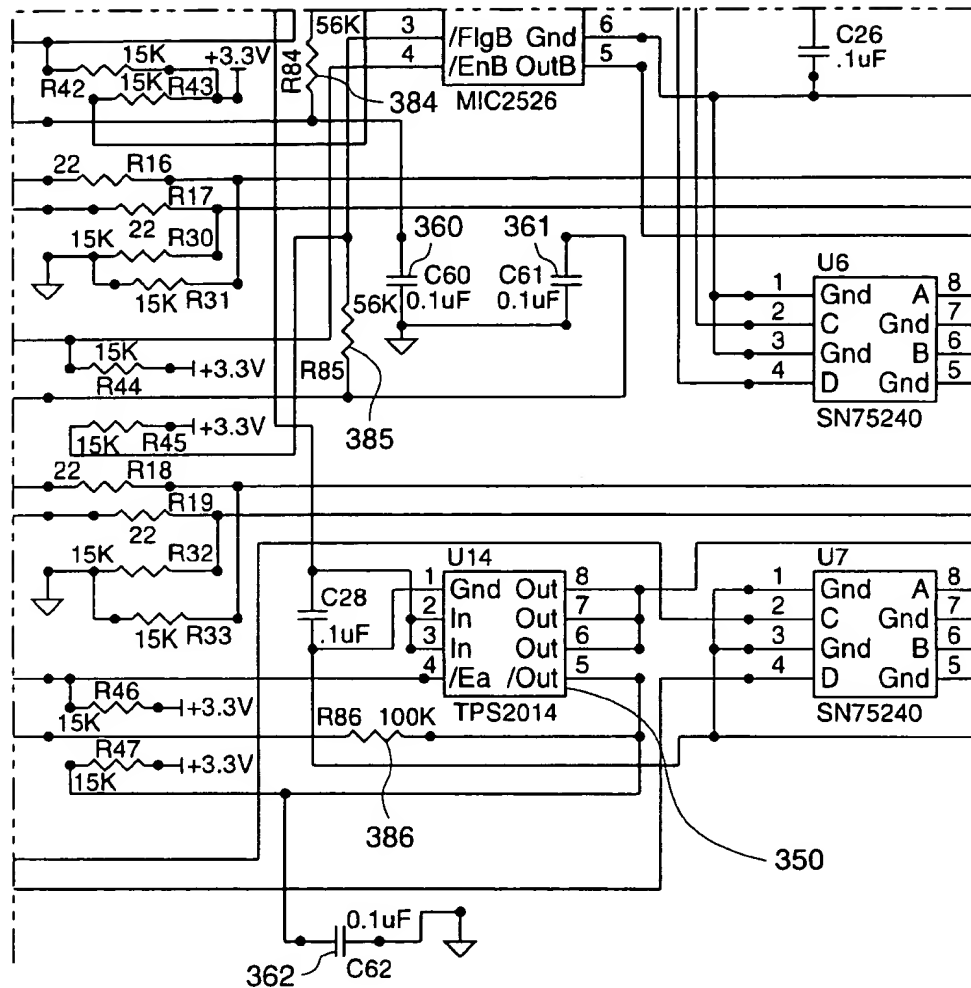 56K
R84
384
3 /FlgB Gnd 6
4 /EnB OutB 5
MIC2526
C26
.1uF
15K +3.3V
15K
R42 R43
22 R16
R17
22
15K R30
15K R31
360
C60
0.1uF
361
C61
0.1uF
56K
R85
385
15K +3.3V
R44
+3.3V
15K R45
U6
1 Gnd A 8
2 C Gnd 7
3 Gnd B 6
4 D Gnd 5
SN75240
22 R18
R19
22
15K R32
15K R33
C28
.1uF
U14
1 Gnd Out 8
2 In Out 7
3 In Out 6
4 /Ea /Out 5
TPS2014
U7
1 Gnd A 8
2 C Gnd 7
3 Gnd B 6
4 D Gnd 5
SN75240
R46
15K +3.3V
R47
15K +3.3V
R86 100K
386
350
0.1uF
362 C62